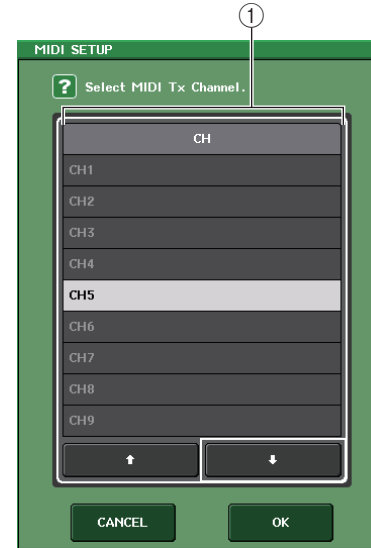 ①
MIDI SETUP
? Select MIDI Tx Channel.
CH
CH1
CH2
CH3
CH4
CH5
CH6
CH7
CH8
CH9
CANCEL OK